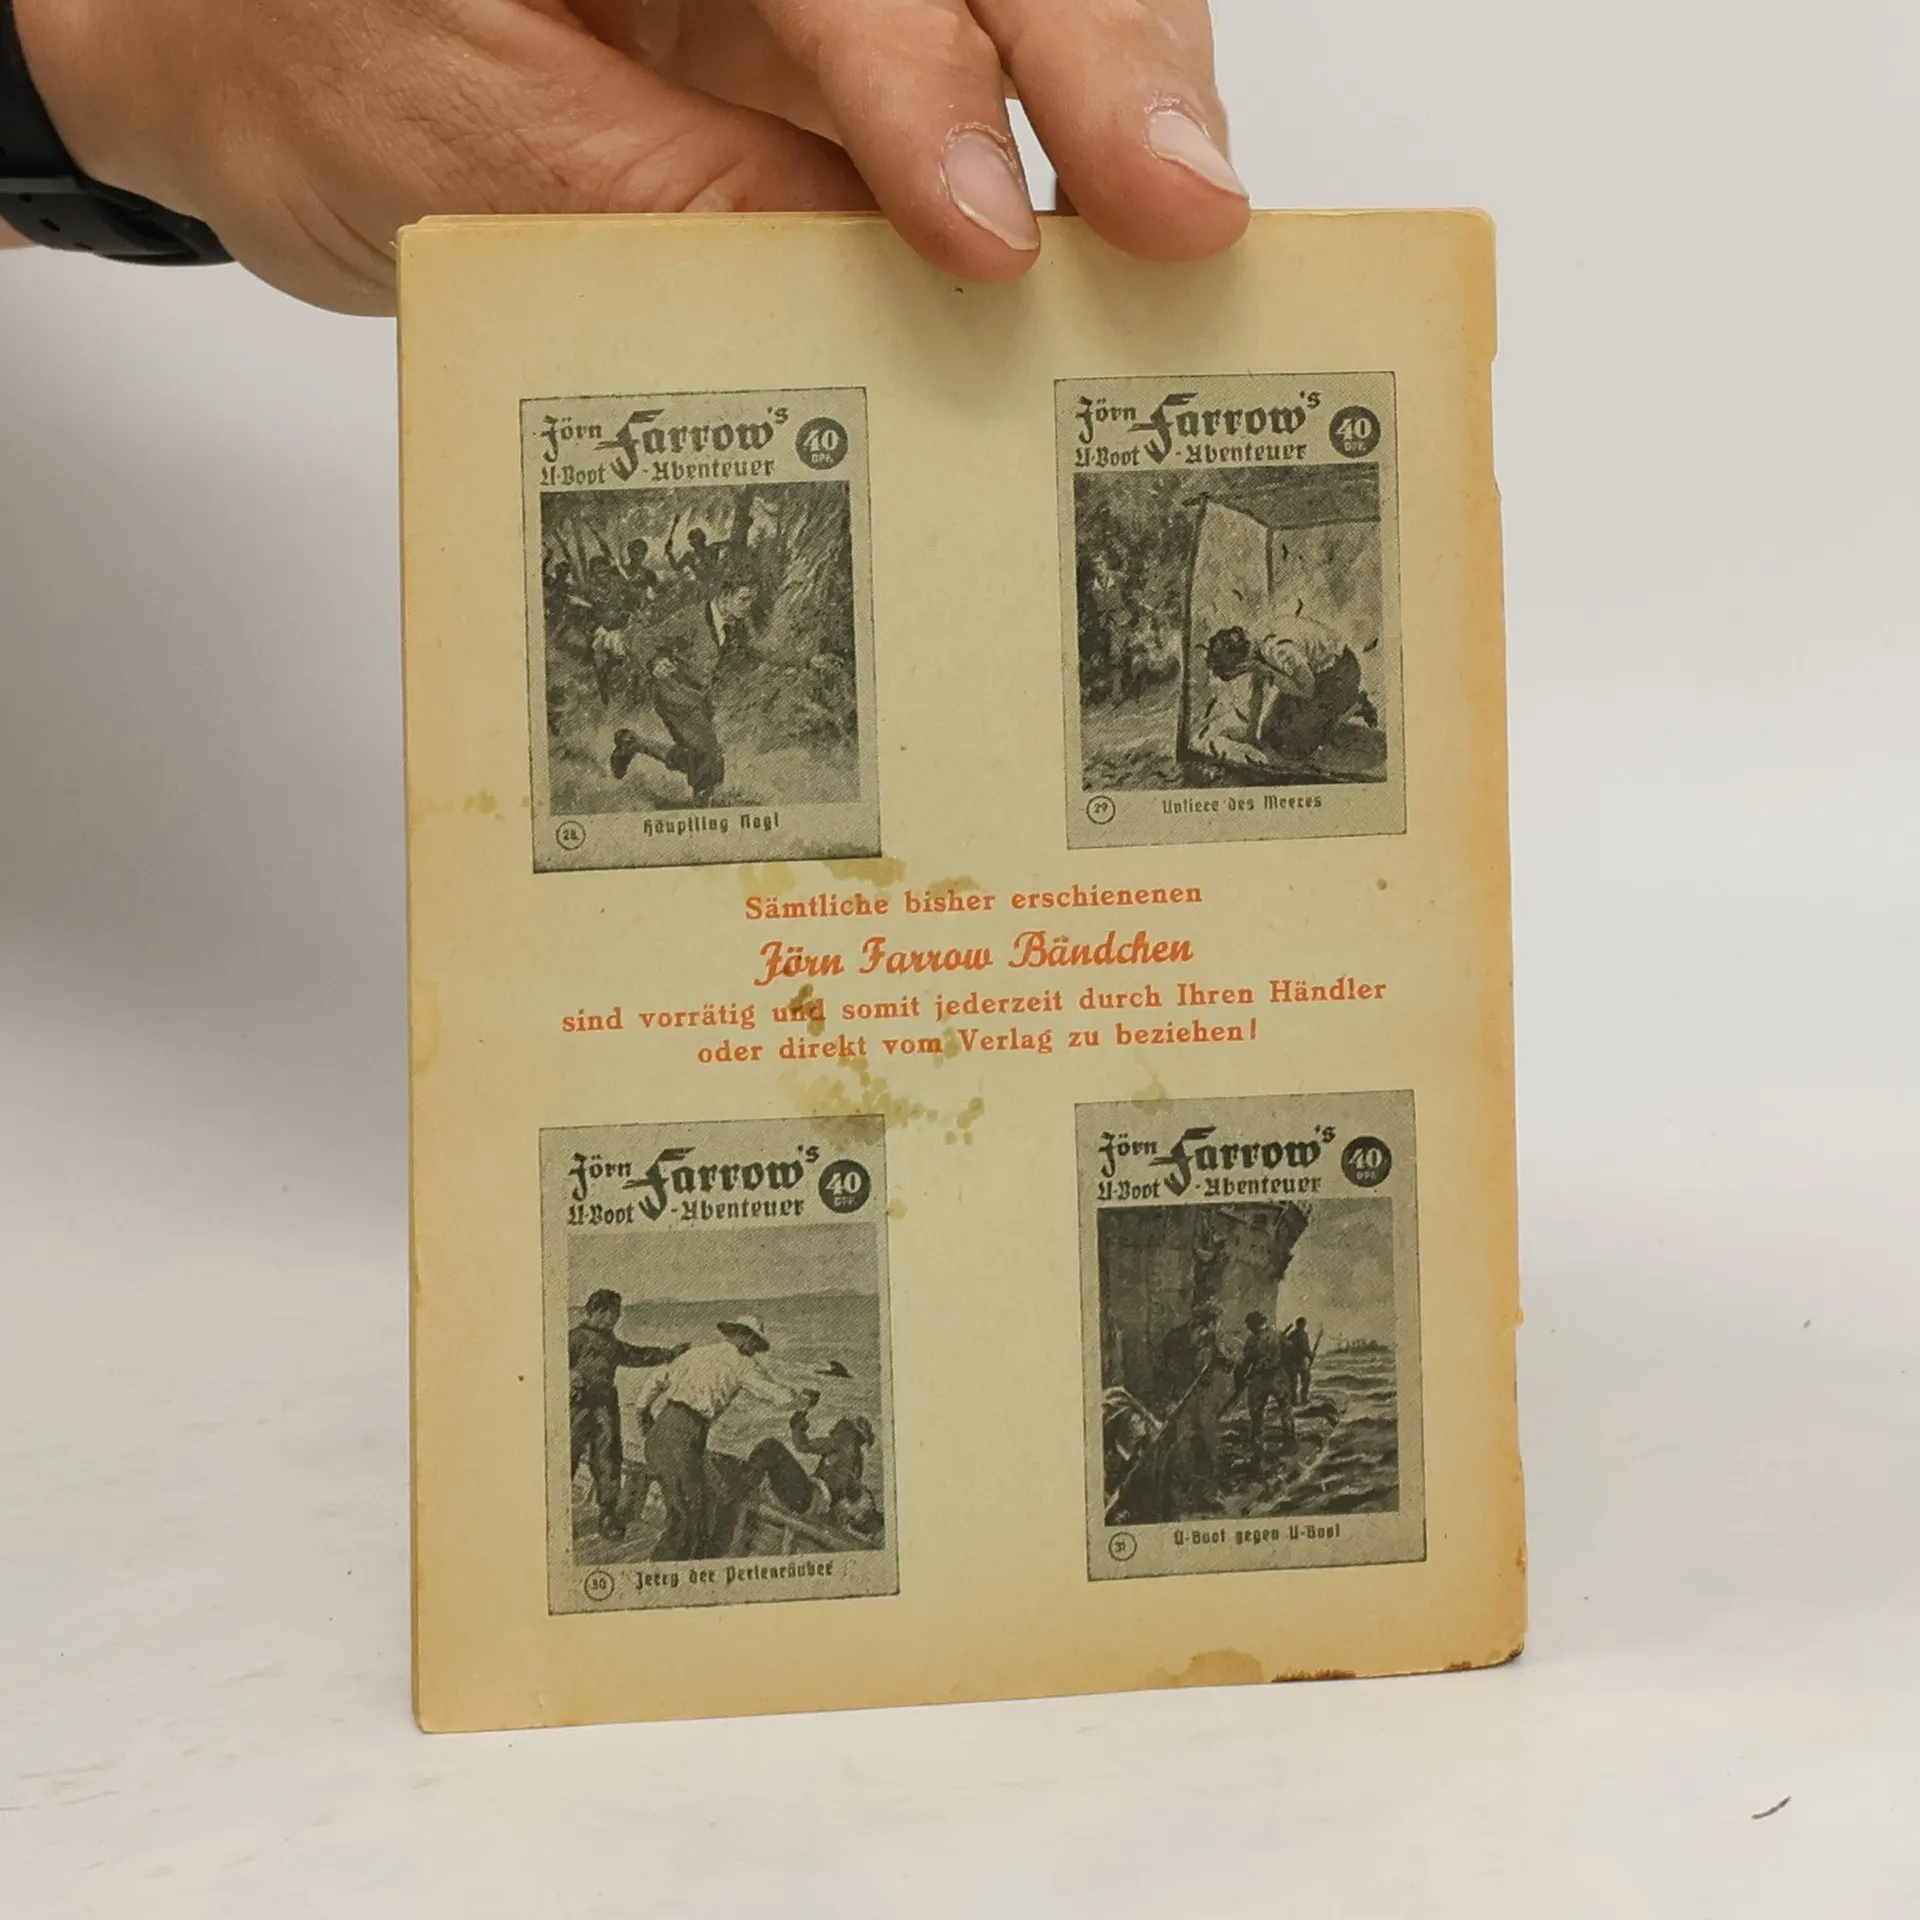 Jörn Farrow's
U-Boot-Abenteuer
40
DPf.
28
Häuptling Nagl
Jörn Farrow's
U-Boot-Abenteuer
40
DPf.
29
Untiere des Meeres
Sämtliche bisher erschienenen
Jörn Farrow Bändchen
sind vorrätig und somit jederzeit durch Ihren Händler
oder direkt vom Verlag zu beziehen!
Jörn Farrow's
U-Boot-Abenteuer
40
DPf.
30
Jerry der Perlenräuber
Jörn Farrow's
U-Boot-Abenteuer
40
DPf.
31
U-Boot gegen U-Boot